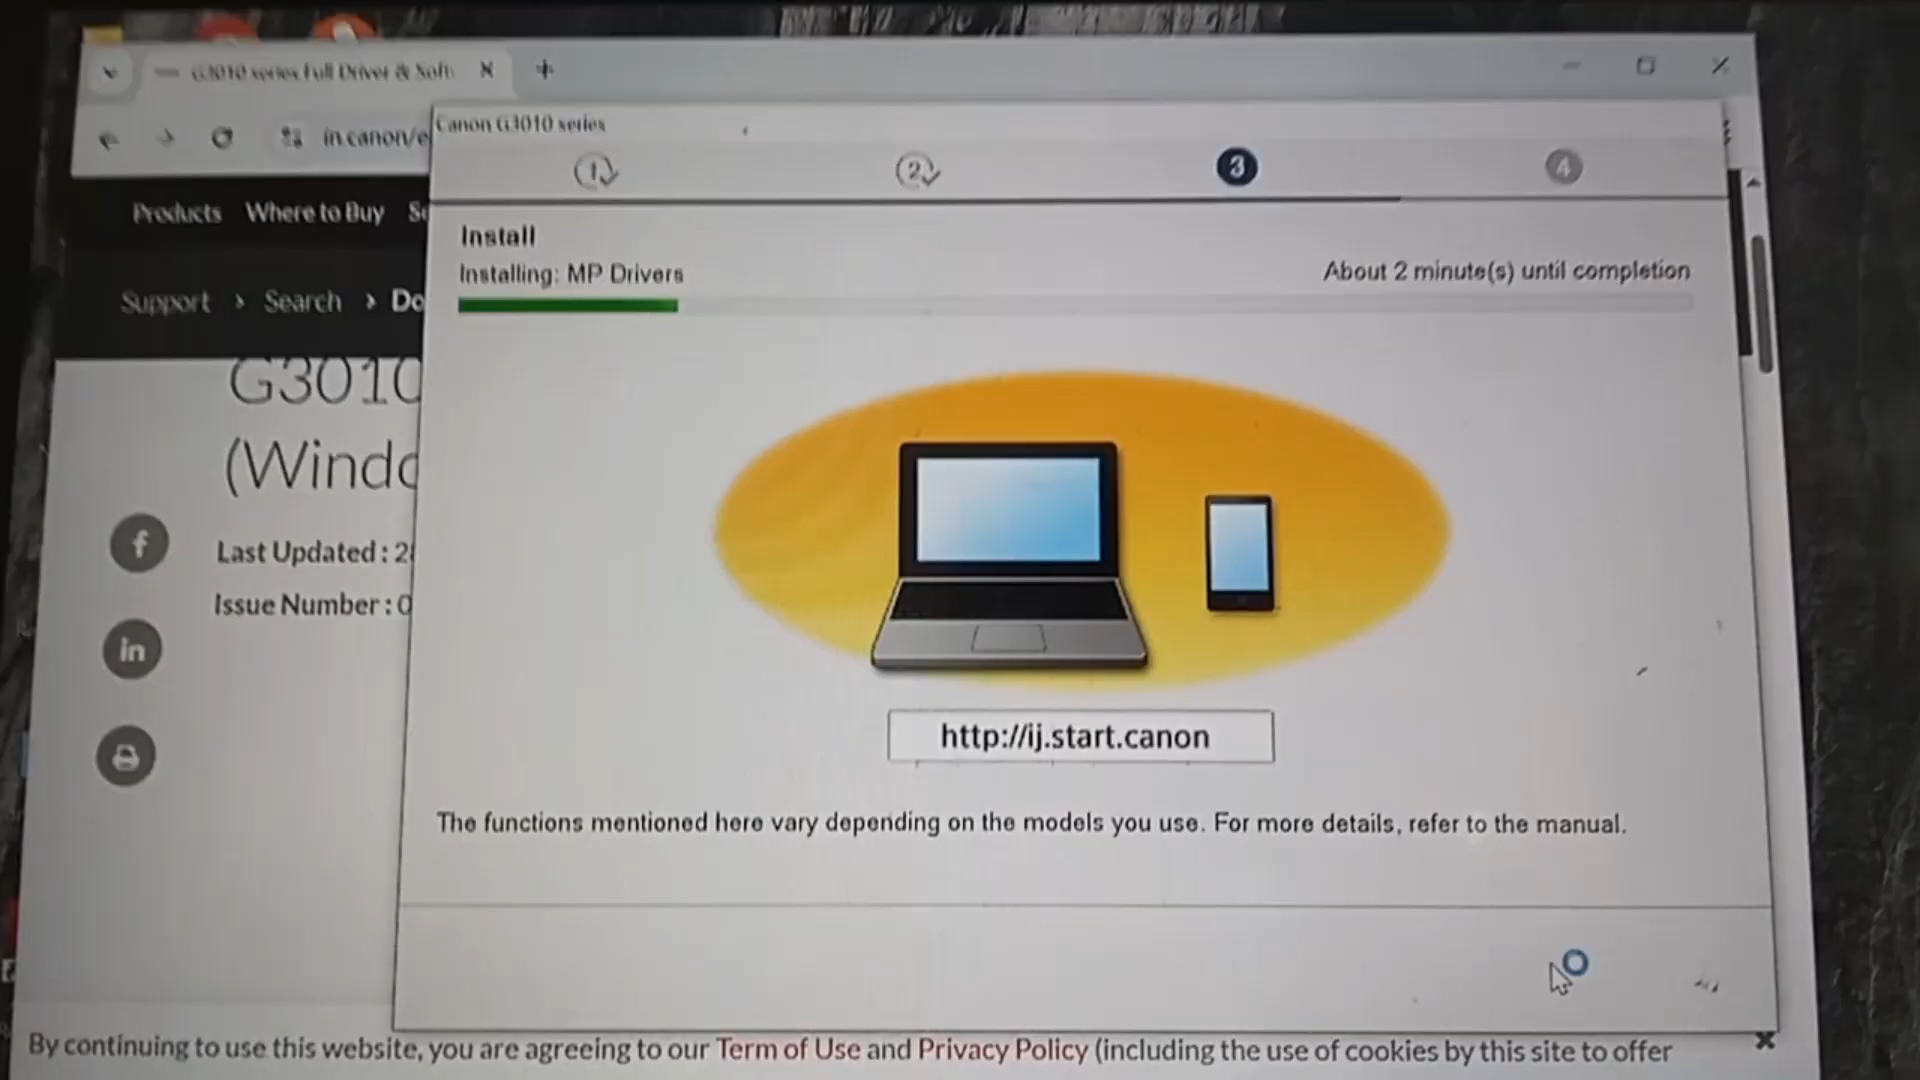 G3010 series Full Driver & Soft
in.canon/e
Canon G3010 series
1
2
3
4
Products Where to Buy
Support > Search > Do
Install
Installing: MP Drivers
About 2 minute(s) until completion
G3010
(Windo
Last Updated : 2
Issue Number : 0
f
in
http://ij.start.canon
The functions mentioned here vary depending on the models you use. For more details, refer to the manual.
By continuing to use this website, you are agreeing to our Term of Use and Privacy Policy (including the use of cookies by this site to offer